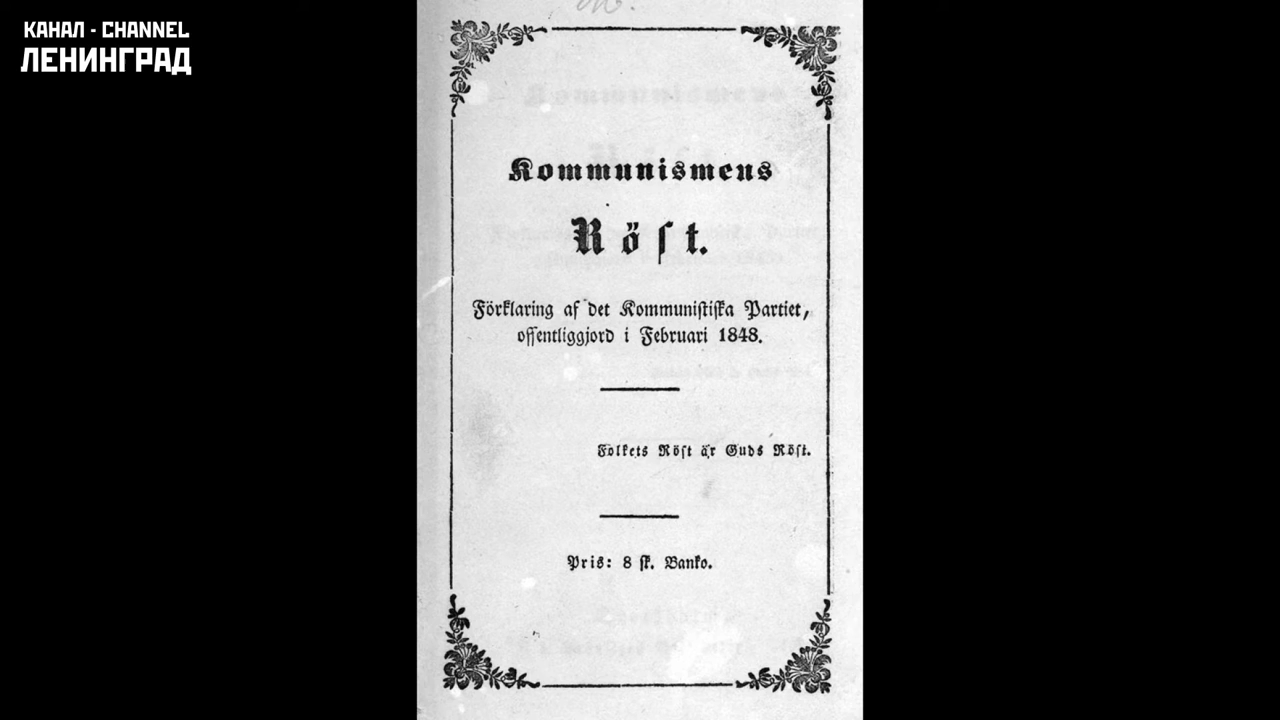 КАНАЛ - CHANNEL
ЛЕНИНГРАД
Kommunismens
Röst.
Förklaring af det Kommunistiska Partiet,
offentliggjord i Februari 1848.
Folkets Röst är Guds Röst.
Pris: 8 sk. Banko.